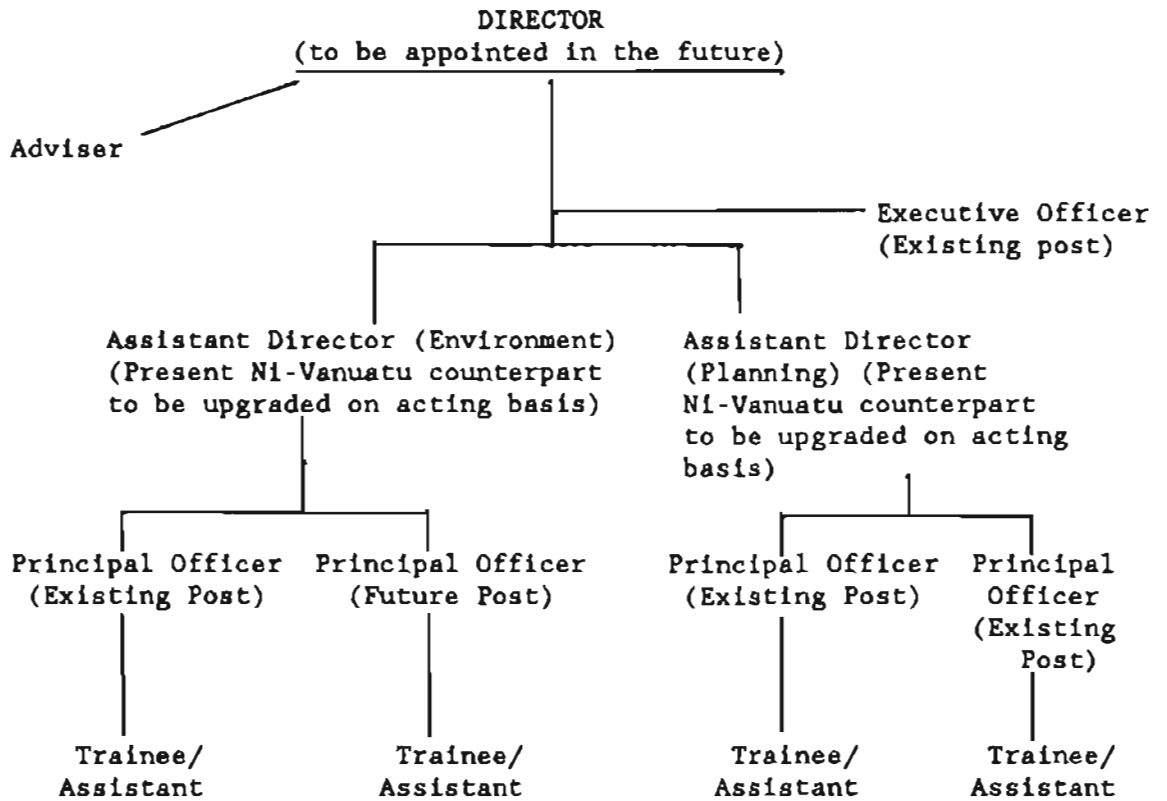 DIRECTOR
(to be appointed in the future)
Adviser
Executive Officer
(Existing post)
Assistant Director (Environment)
(Present Ni-Vanuatu counterpart
to be upgraded on acting basis)
Assistant Director
(Planning) (Present
Ni-Vanuatu counterpart
to be upgraded on acting
basis)
Principal Officer
(Existing Post)
Principal Officer
(Future Post)
Principal Officer
(Existing Post)
Principal
Officer
(Existing
Post)
Trainee/
Assistant
Trainee/
Assistant
Trainee/
Assistant
Trainee/
Assistant